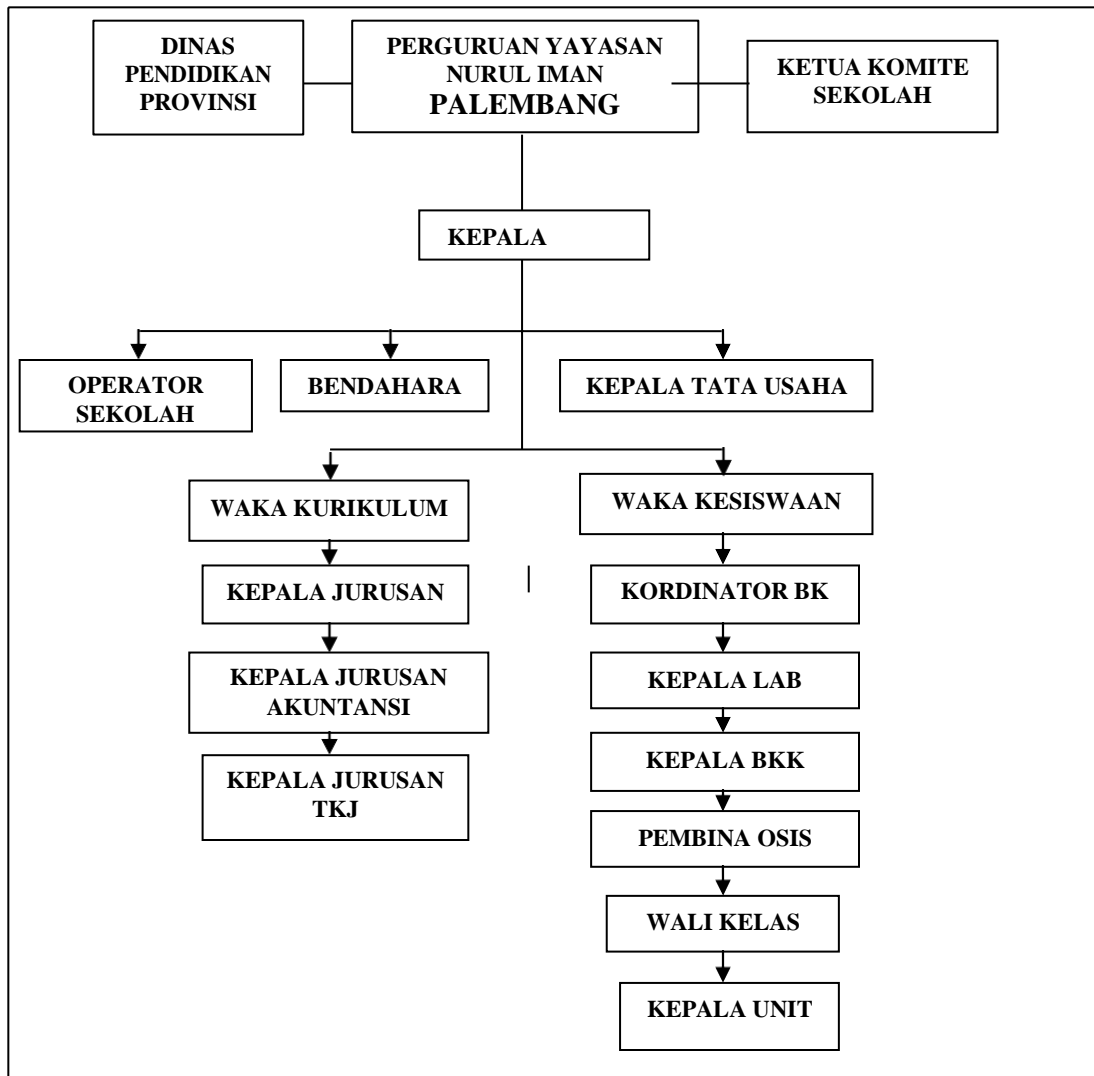 DINAS
PENDIDIKAN
PROVINSI
PERGURUAN YAYASAN
NURUL IMAN
PALEMBANG
KETUA KOMITE
SEKOLAH
KEPALA
OPERATOR
SEKOLAH
BENDAHARA
KEPALA TATA USAHA
WAKA KURIKULUM
WAKA KESISWAAN
KEPALA JURUSAN
KORDINATOR BK
KEPALA JURUSAN
AKUNTANSI
KEPALA LAB
KEPALA JURUSAN
TKJ
KEPALA BKK
PEMBINA OSIS
WALI KELAS
KEPALA UNIT